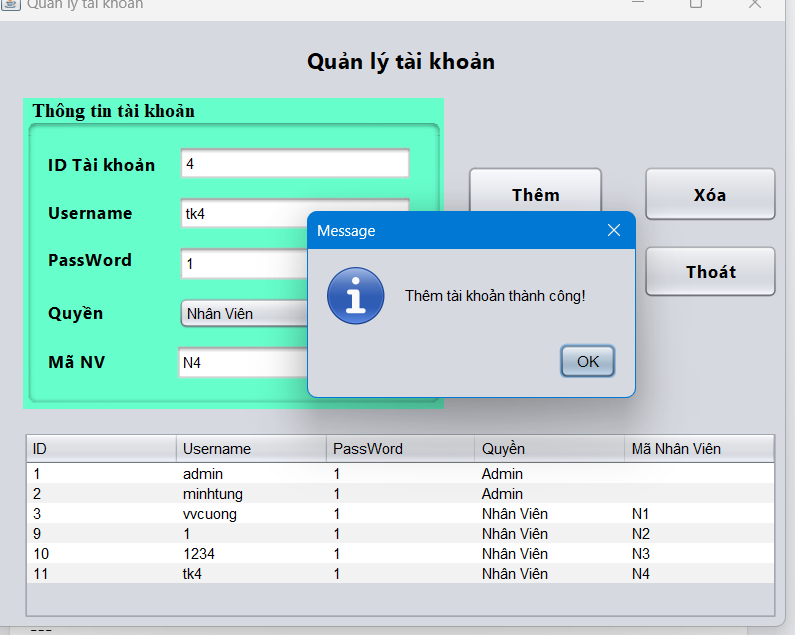 Quản lý tài khoản
Quản lý tài khoản
Thông tin tài khoản
ID Tài khoản 4
Username tk4
PassWord 1
Quyền Nhân Viên
Mã NV N4
Thêm Xóa
Thoát
Message
Thêm tài khoản thành công!
OK
ID Username PassWord Quyền Mã Nhân Viên
1 admin 1 Admin
2 minhtung 1 Admin
3 vvcuong 1 Nhân Viên N1
9 1 1 Nhân Viên N2
10 1234 1 Nhân Viên N3
11 tk4 1 Nhân Viên N4